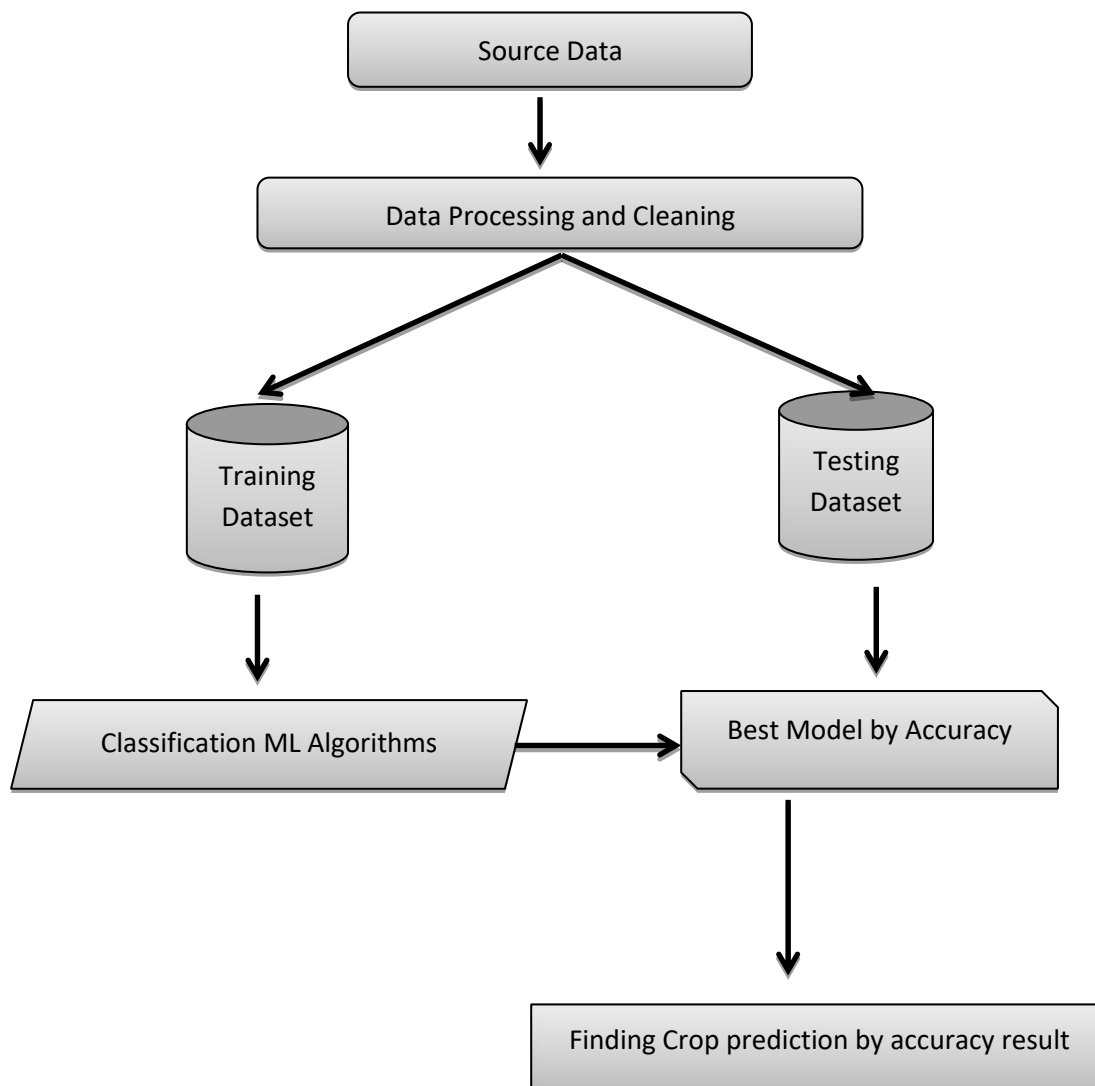 Source Data
Data Processing and Cleaning
Training
Dataset
Testing
Dataset
Classification ML Algorithms
Best Model by Accuracy
Finding Crop prediction by accuracy result